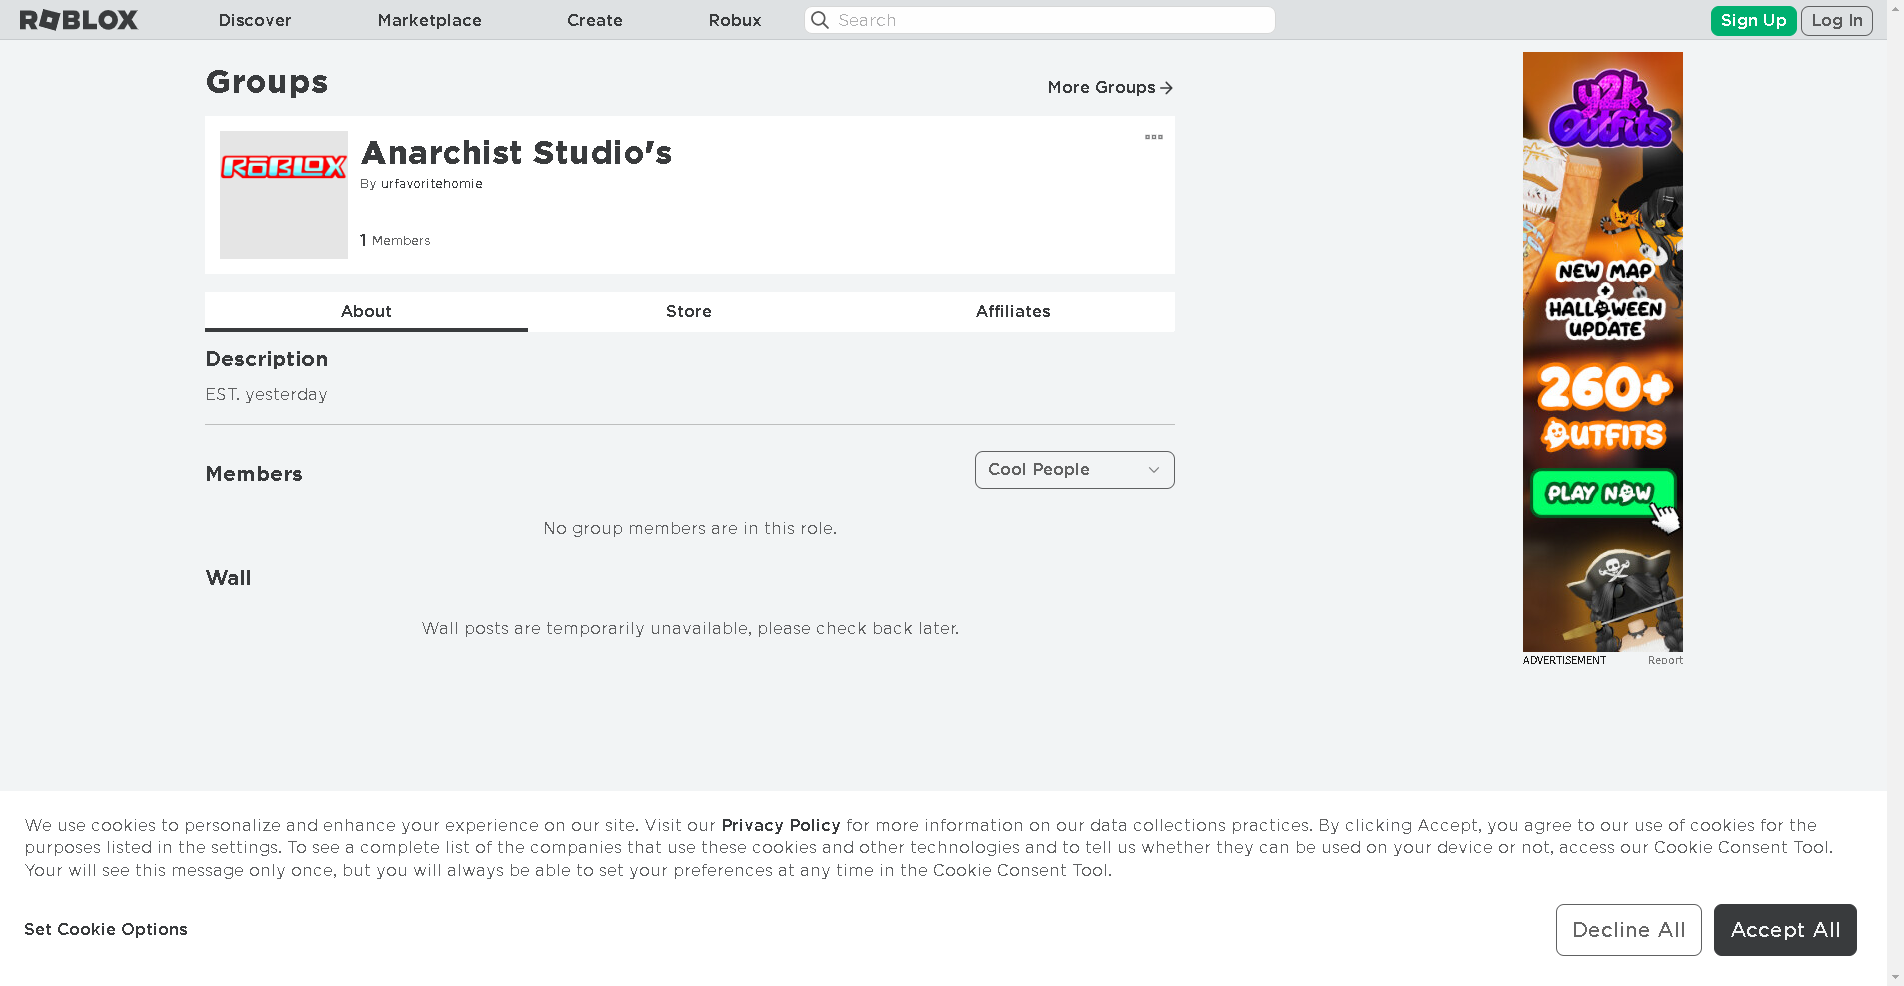 ROBLOX
Discover
Marketplace
Create
Robux
Search
Sign Up
Log In
Groups
More Groups
ROBLOX
Anarchist Studio's
By urfavoritehomie
1 Members
About
Store
Affiliates
Description
EST. yesterday
Members
Cool People
No group members are in this role.
Wall
Wall posts are temporarily unavailable, please check back later.
y2k
Outfits
NEW MAP
+
HALLOWEEN
UPDATE
260+
OUTFITS
PLAY NOW
ADVERTISEMENT
Report
We use cookies to personalize and enhance your experience on our site. Visit our Privacy Policy for more information on our data collections practices. By clicking Accept, you agree to our use of cookies for the
purposes listed in the settings. To see a complete list of the companies that use these cookies and other technologies and to tell us whether they can be used on your device or not, access our Cookie Consent Tool.
Your will see this message only once, but you will always be able to set your preferences at any time in the Cookie Consent Tool.
Set Cookie Options
Decline All
Accept All